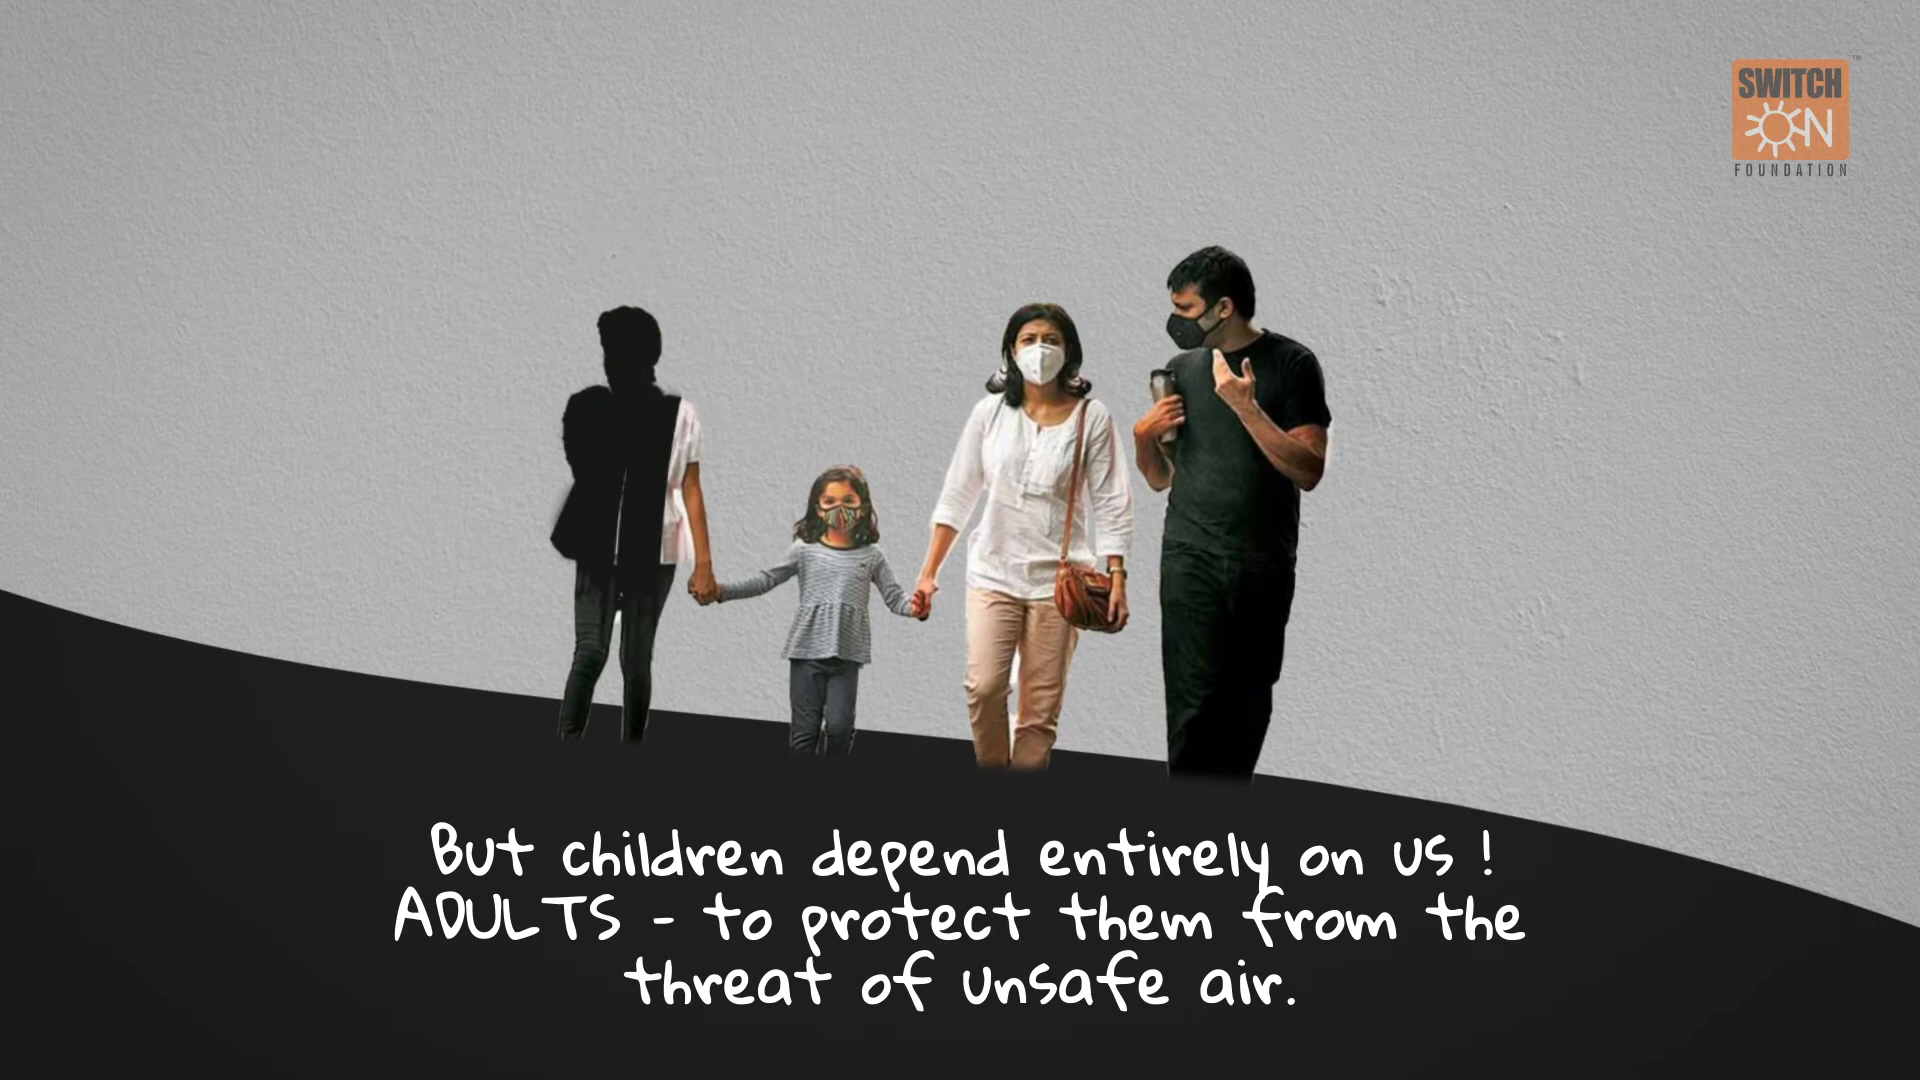 SWITCH
ON
FOUNDATION
TM
But children depend entirely on us !
ADULTS - to protect them from the
threat of unsafe air.